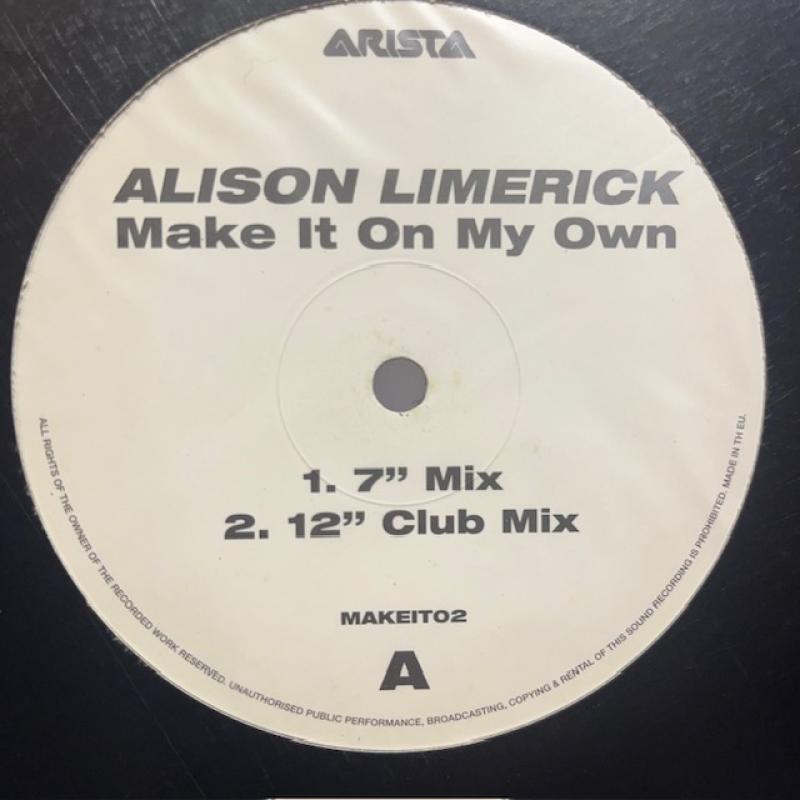 ARISTA
ALISON LIMERICK
Make It On My Own
1. 7” Mix
2. 12” Club Mix
MAKEIT02
A
ALL RIGHTS OF THE OWNER OF THE RECORDED WORK RESERVED. UNAUTHORISED PUBLIC PERFORMANCE, BROADCASTING, COPYING & RENTAL OF THIS SOUND RECORDING IS PROHIBITED. MADE IN TH EU.